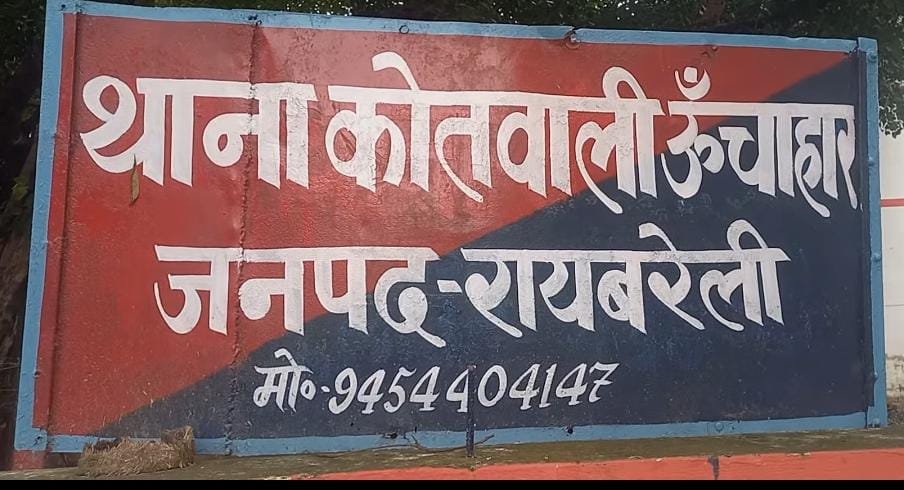 थाना कोतवाली ऊँचाहार
जनपद-रायबरेली
मो०-9454404147